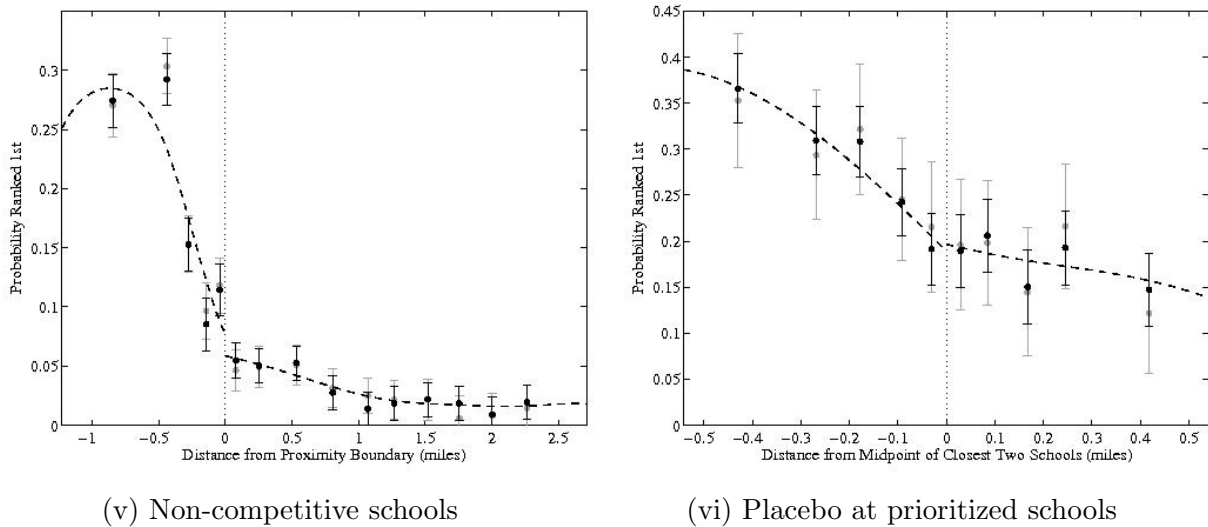 0.3
0.25
0.2
0.15
0.1
0.05
0
Probability Ranked 1st
−1 −0.5 0 0.5 1 1.5 2 2.5
Distance from Proximity Boundary (miles)
(v) Non-competitive schools
0.45
0.4
0.35
0.3
0.25
0.2
0.15
0.1
0.05
0
Probability Ranked 1st
−0.5 −0.4 −0.3 −0.2 −0.1 0 0.1 0.2 0.3 0.4 0.5
Distance from Midpoint of Closest Two Schools (miles)
(vi) Placebo at prioritized schools